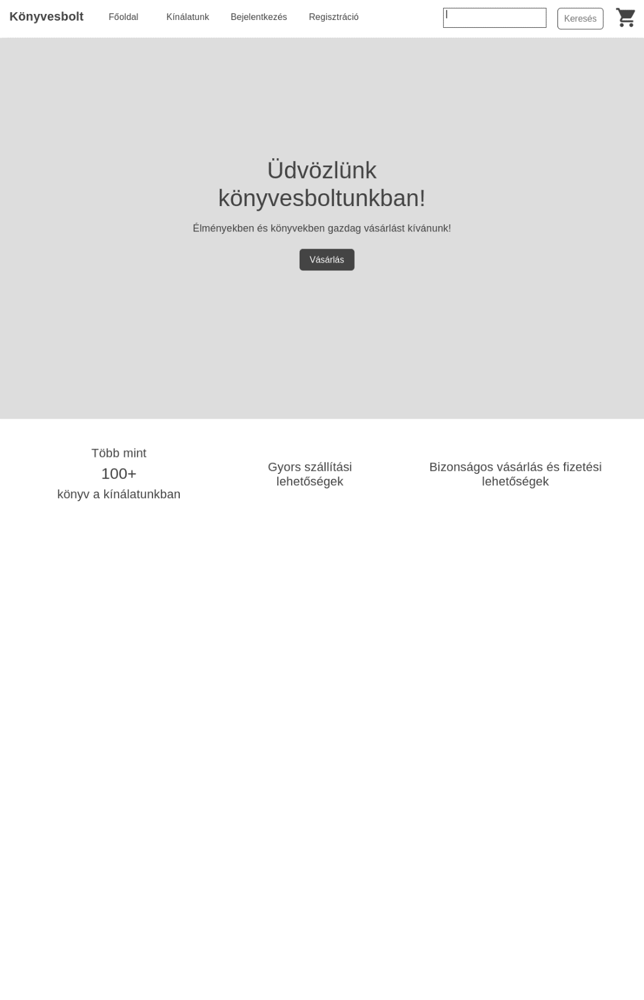 Könyvesbolt Főoldal Kínálatunk Bejelentkezés Regisztráció Keresés
Üdvözlünk
könyvesboltunkban!
Élményekben és könyvekben gazdag vásárlást kívánunk!
Vásárlás
Több mint
100+
könyv a kínálatunkban
Gyors szállítási
lehetőségek
Bizonságos vásárlás és fizetési
lehetőségek